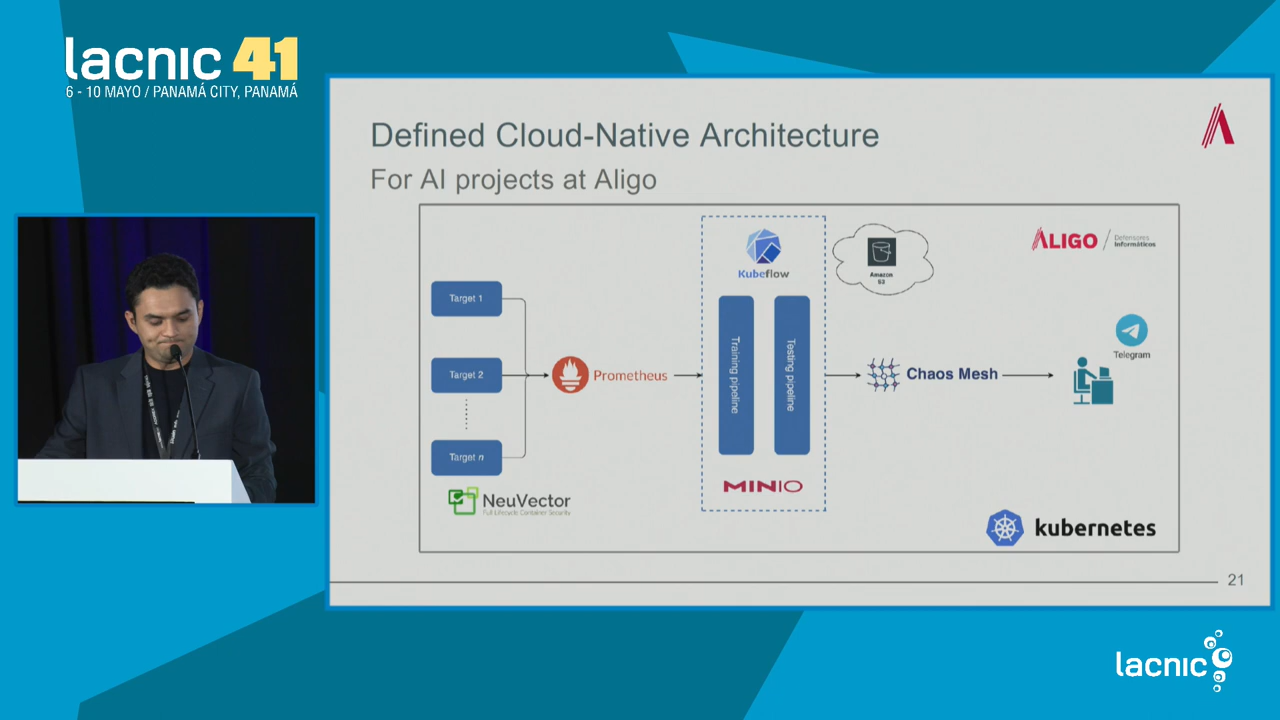 lacnic 41
6 - 10 MAYO / PANAMÁ CITY, PANAMÁ
Defined Cloud-Native Architecture
For AI projects at Aligo
Kubeflow
Amazon
S3
ALIGO / Defensores
Informáticos
Target 1
Target 2
Target n
Prometheus
Training pipeline
Testing pipeline
Chaos Mesh
Telegram
NeuVector
Full Lifecycle Container Security
MINIO
kubernetes
21
lacnic